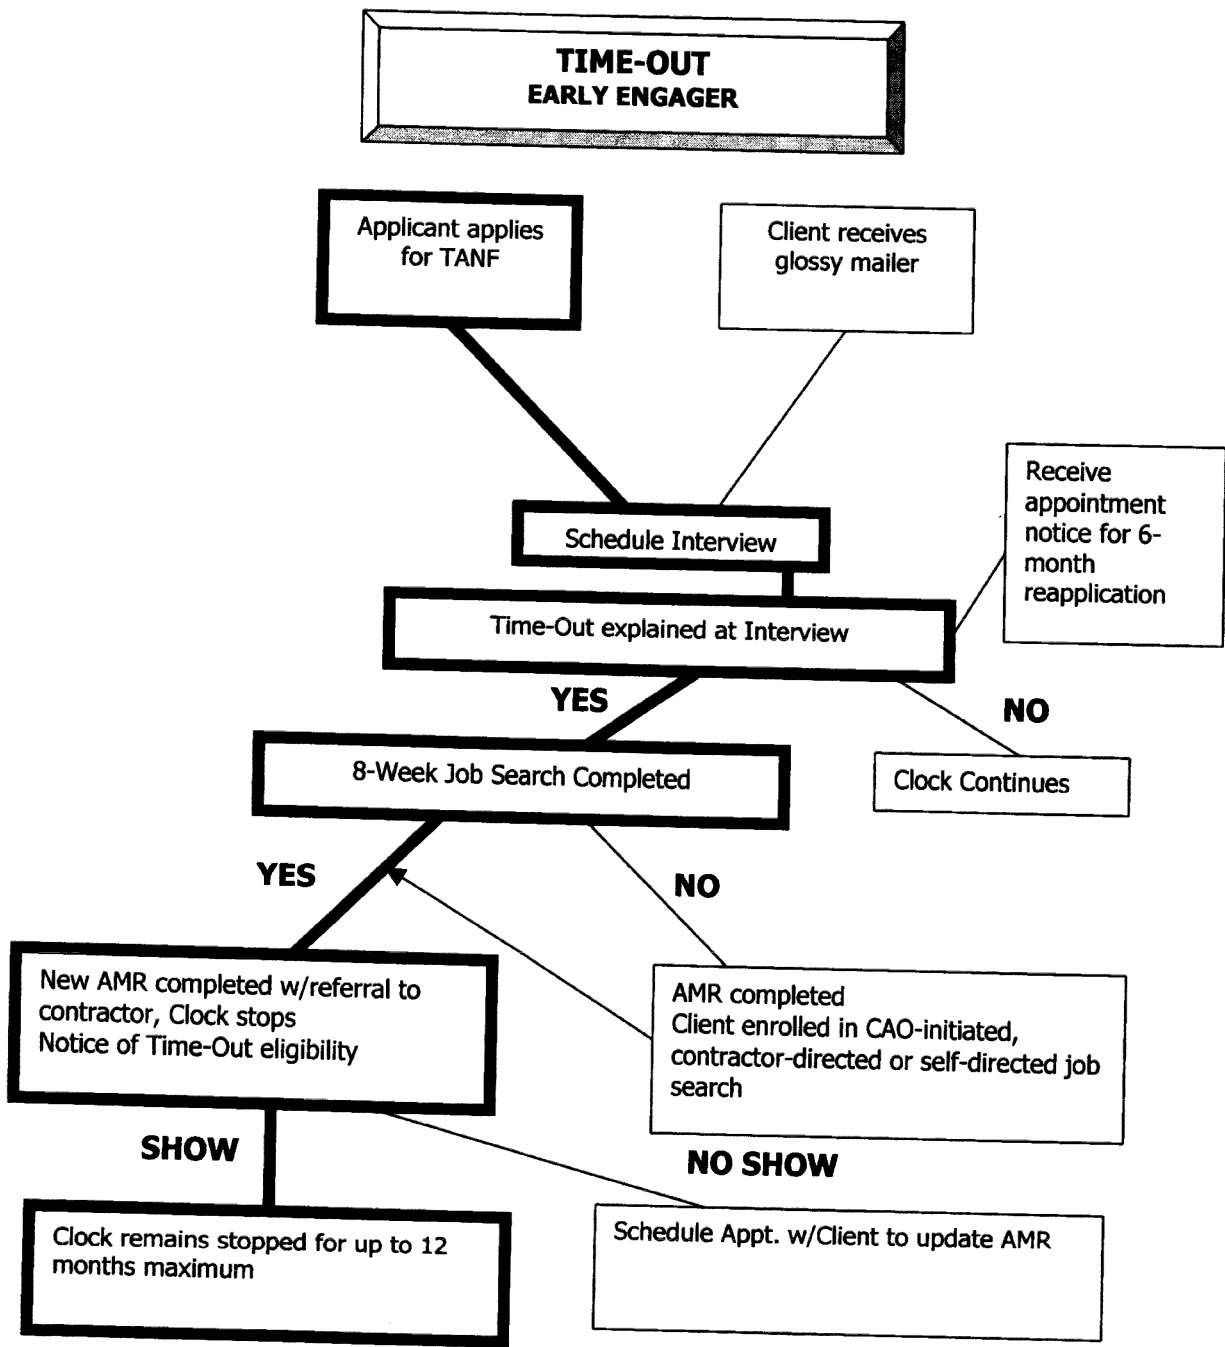 TIME-OUT
EARLY ENGAGER
Applicant applies
for TANF
Client receives
glossy mailer
Receive
appointment
notice for 6-
month
reapplication
Schedule Interview
Time-Out explained at Interview
YES
NO
8-Week Job Search Completed
Clock Continues
YES
NO
New AMR completed w/referral to
contractor, Clock stops
Notice of Time-Out eligibility
AMR completed
Client enrolled in CAO-initiated,
contractor-directed or self-directed job
search
SHOW
NO SHOW
Clock remains stopped for up to 12
months maximum
Schedule Appt. w/Client to update AMR